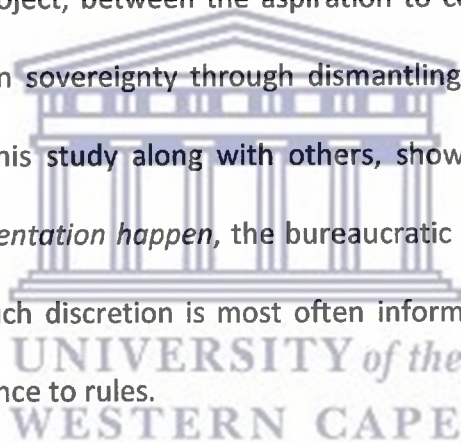 oject, between the aspiration to c
n sovereignty through dismantling
his study along with others, show
entation happen, the bureaucratic
ch discretion is most often inform
UNIVERSITY of the
nce to rules.
WESTERN CAPE